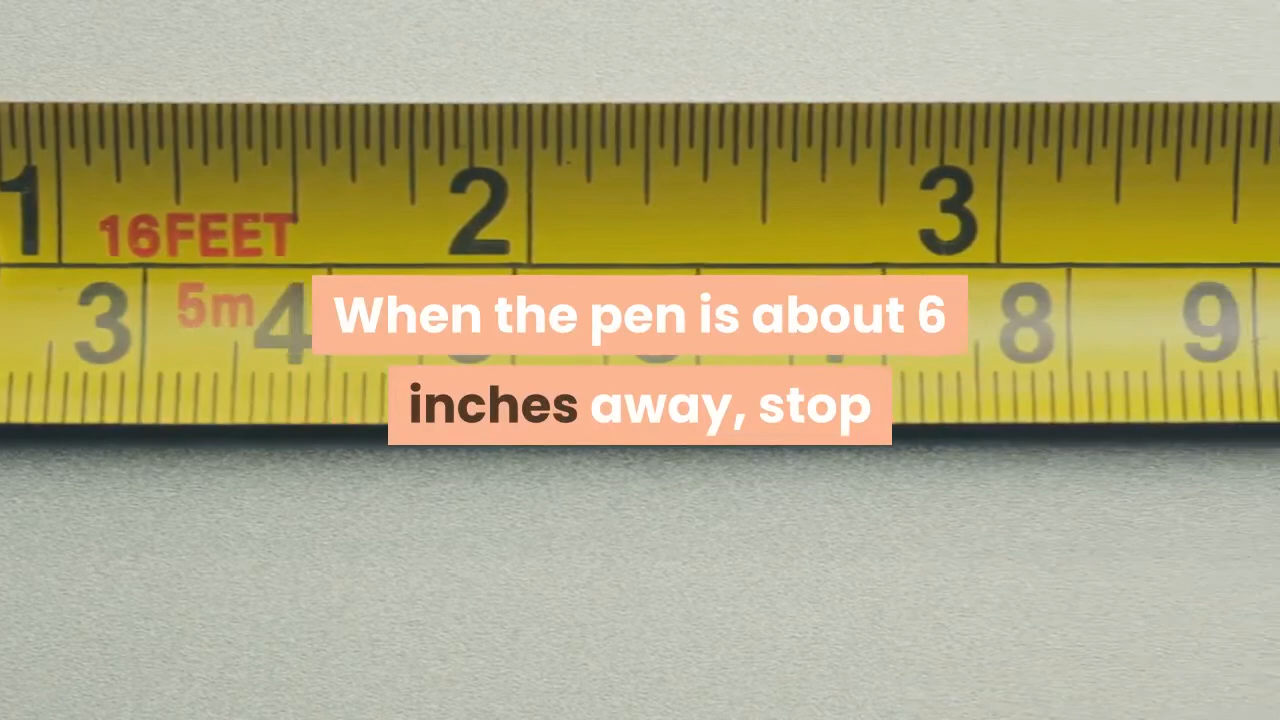 1 2 3
16FEET
3 5m 4 8 9
When the pen is about 6
inches away, stop